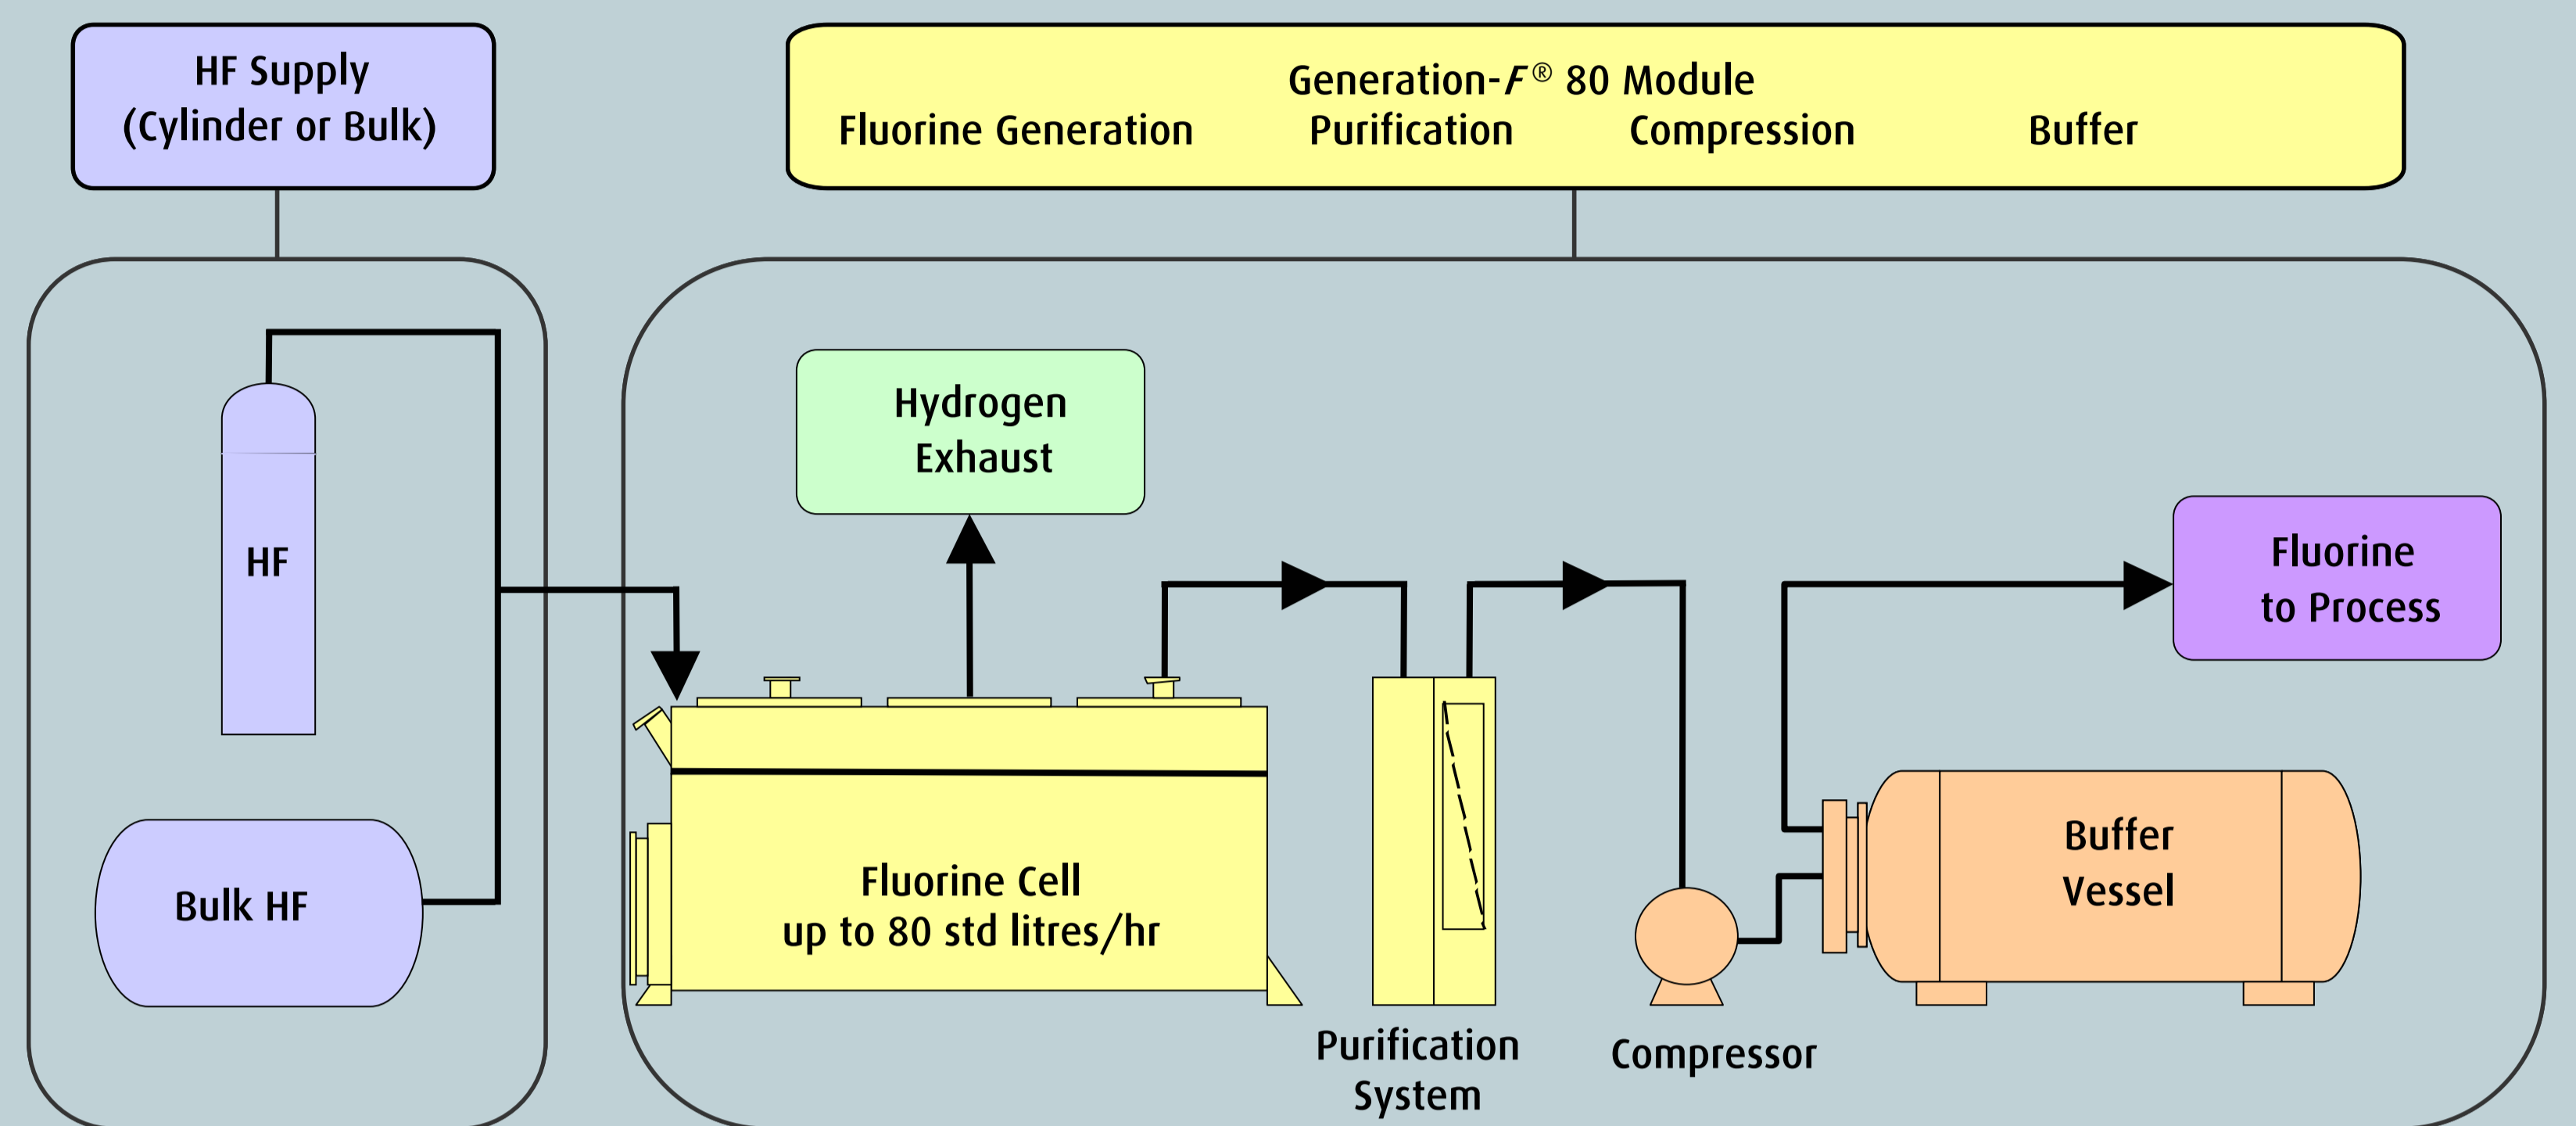 HF Supply
(Cylinder or Bulk)
Generation-F® 80 Module
Fluorine Generation Purification Compression Buffer
Hydrogen
Exhaust
HF
Fluorine
to Process
Bulk HF
Fluorine Cell
up to 80 std litres/hr
Buffer
Vessel
Purification
System
Compressor